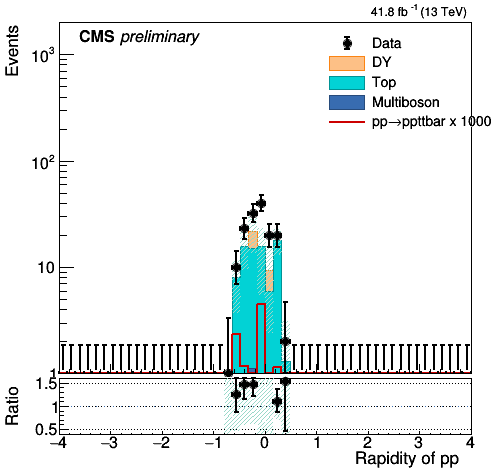 41.8 fb⁻¹ (13 TeV)
CMS preliminary
Events
10³
10²
10
1
Data
DY
Top
Multiboson
pp→ppttbar x 1000
Ratio
1.5
1
0.5
−4 −3 −2 −1 0 1 2 3 4
Rapidity of pp